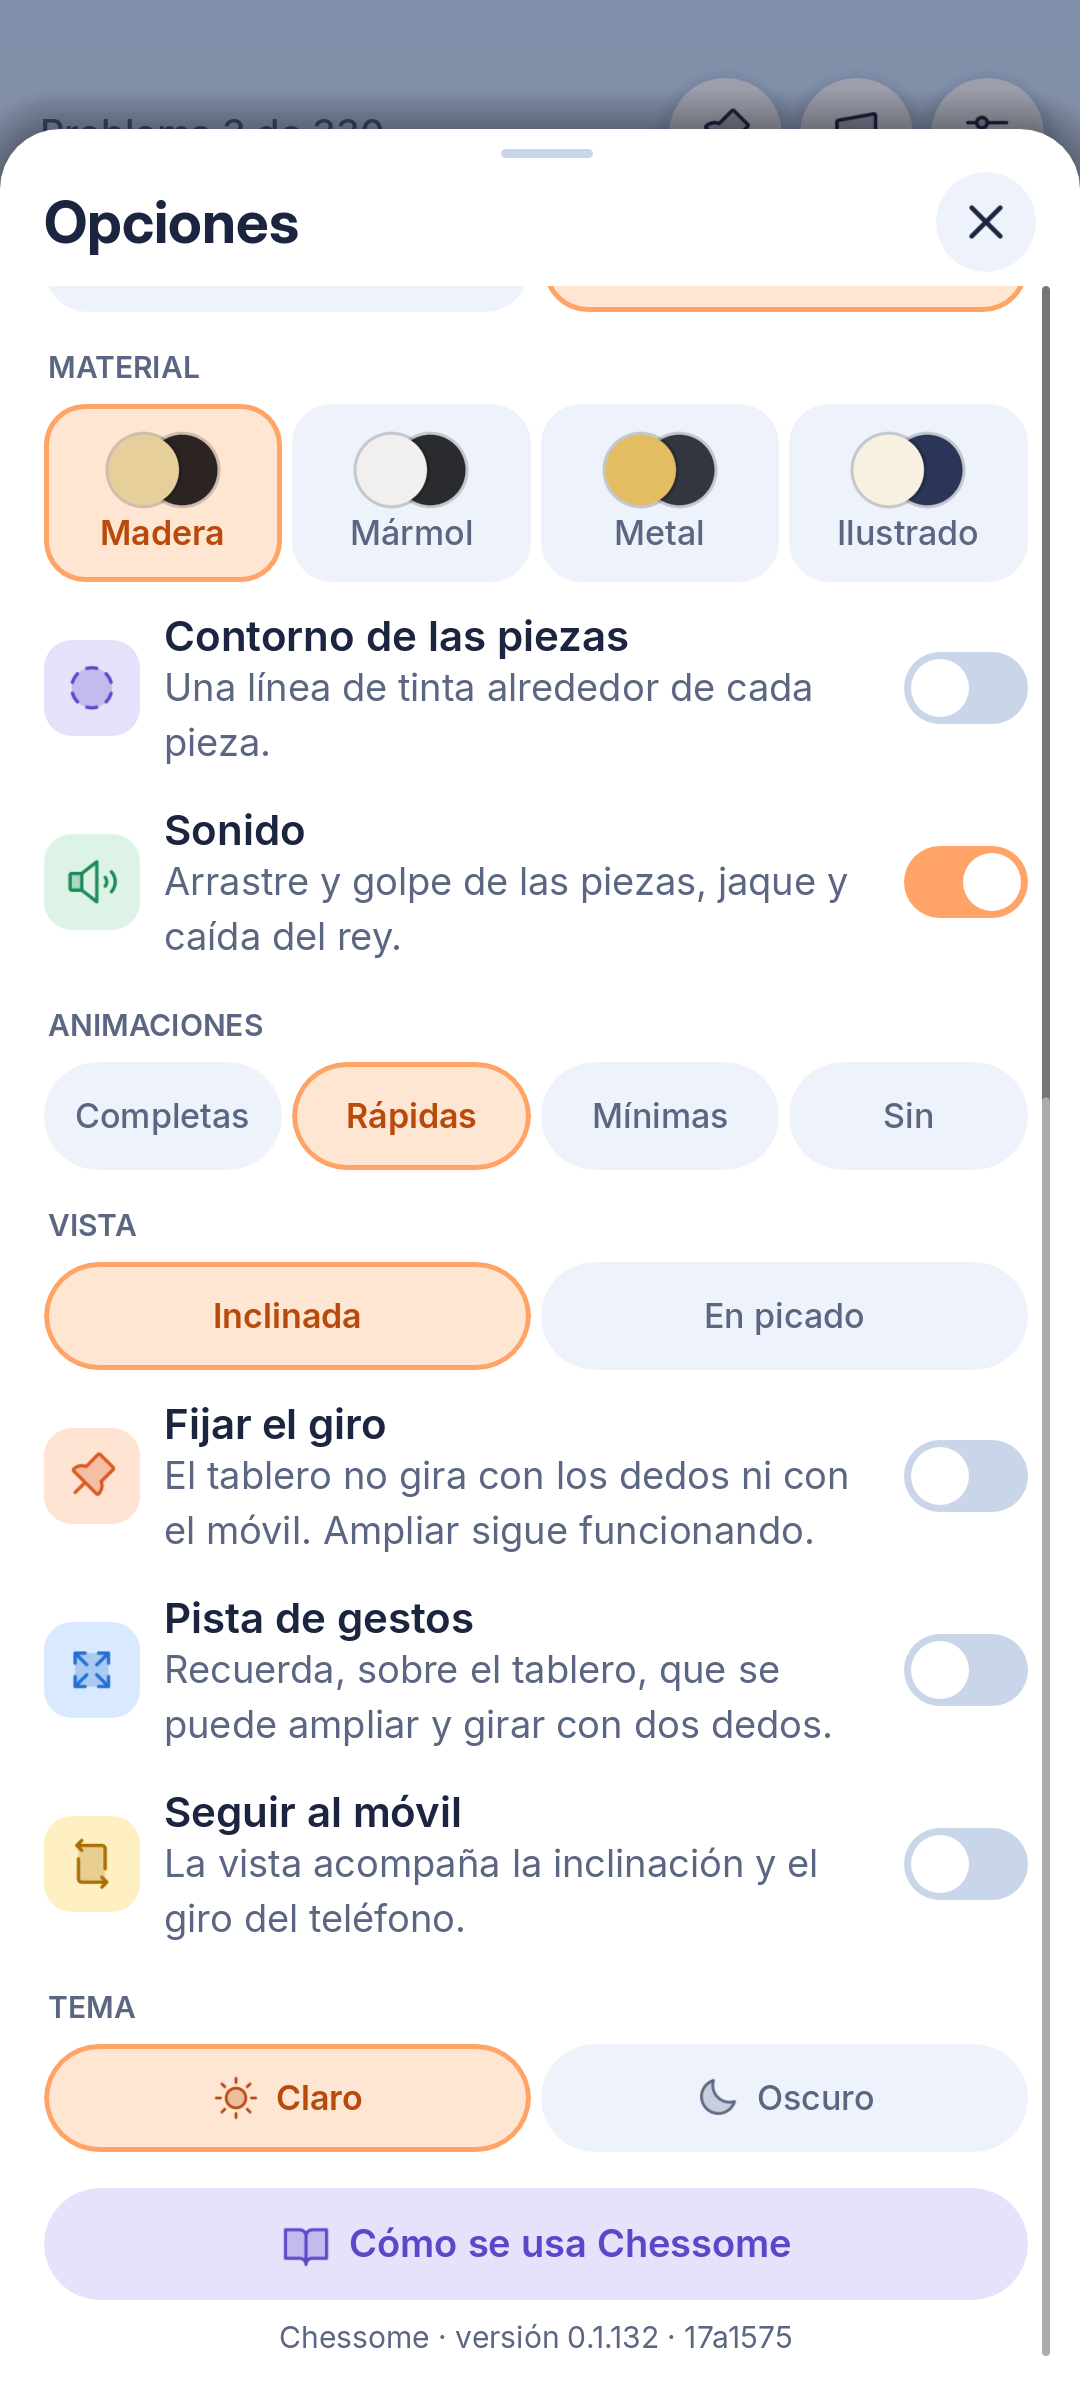 Problema 3 de 330
Opciones
MATERIAL
Madera
Mármol
Metal
Ilustrado
Contorno de las piezas
Una línea de tinta alrededor de cada
pieza.
Sonido
Arrastre y golpe de las piezas, jaque y
caída del rey.
ANIMACIONES
Completas
Rápidas
Mínimas
Sin
VISTA
Inclinada
En picado
Fijar el giro
El tablero no gira con los dedos ni con
el móvil. Ampliar sigue funcionando.
Pista de gestos
Recuerda, sobre el tablero, que se
puede ampliar y girar con dos dedos.
Seguir al móvil
La vista acompaña la inclinación y el
giro del teléfono.
TEMA
Claro
Oscuro
Cómo se usa Chessome
Chessome · versión 0.1.132 · 17a1575